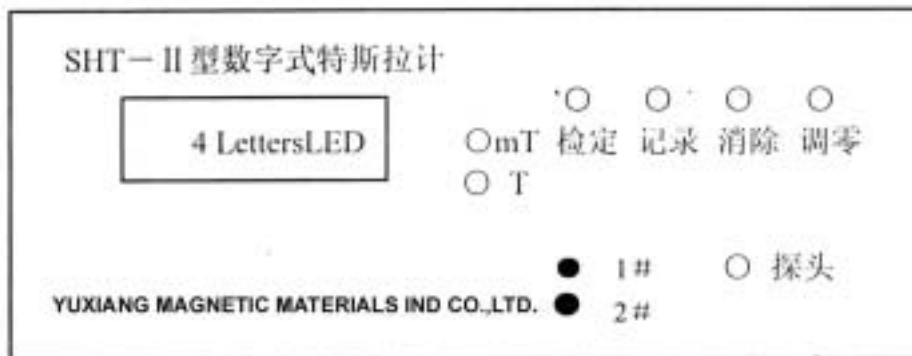 SHT－II型数字式特斯拉计
4 LettersLED
mT 检定 记录 消除 调零
T
1# 探头
YUXIANG MAGNETIC MATERIALS IND CO.,LTD.
2#